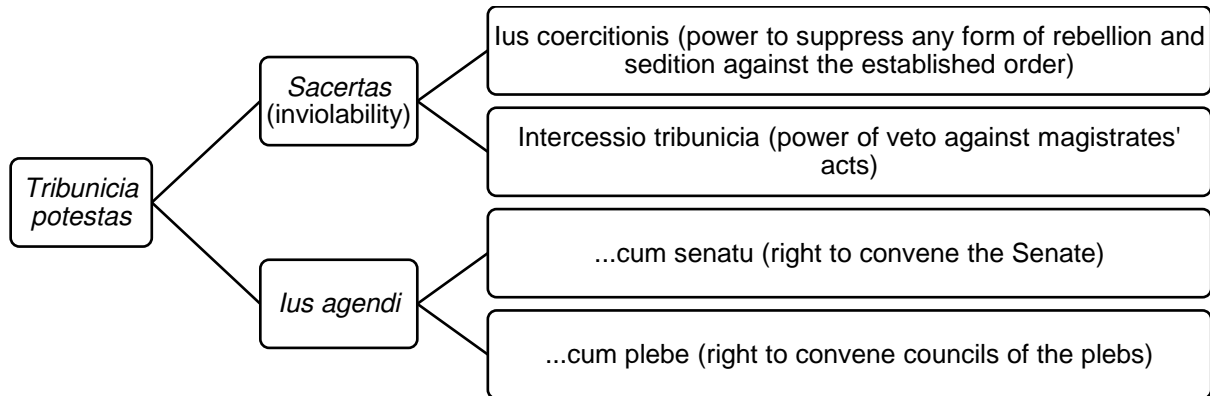 Tribunicia
potestas
Sacertas
(inviolability)
Ius coercitionis (power to suppress any form of rebellion and
sedition against the established order)
Intercessio tribunicia (power of veto against magistrates'
acts)
Ius agendi
...cum senatu (right to convene the Senate)
...cum plebe (right to convene councils of the plebs)